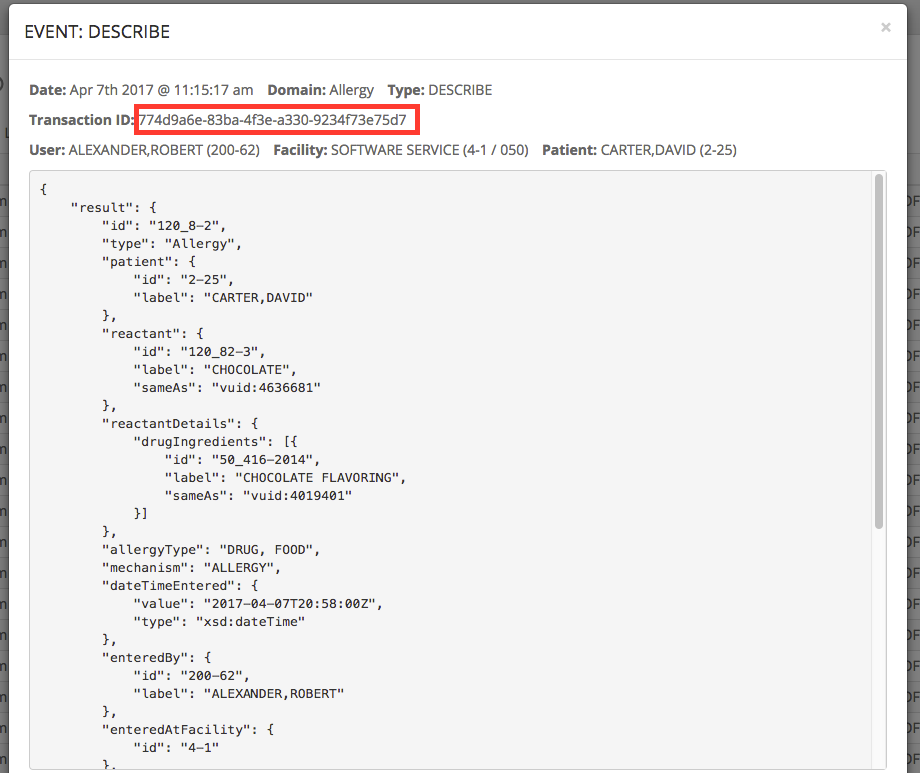 EVENT: DESCRIBE ×
Date: Apr 7th 2017 @ 11:15:17 am Domain: Allergy Type: DESCRIBE
Transaction ID: 774d9a6e-83ba-4f3e-a330-9234f73e75d7
User: ALEXANDER,ROBERT (200-62) Facility: SOFTWARE SERVICE (4-1 / 050) Patient: CARTER,DAVID (2-25)
{
"result": {
"id": "120_8-2",
"type": "Allergy",
"patient": {
"id": "2-25",
"label": "CARTER,DAVID"
},
"reactant": {
"id": "120_82-3",
"label": "CHOCOLATE",
"sameAs": "vuid:4636681"
},
"reactantDetails": {
"drugIngredients": [{
"id": "50_416-2014",
"label": "CHOCOLATE FLAVORING",
"sameAs": "vuid:4019401"
}]
},
"allergyType": "DRUG, FOOD",
"mechanism": "ALLERGY",
"dateTimeEntered": {
"value": "2017-04-07T20:58:00Z",
"type": "xsd:dateTime"
},
"enteredBy": {
"id": "200-62",
"label": "ALEXANDER,ROBERT"
},
"enteredAtFacility": {
"id": "4-1"
},